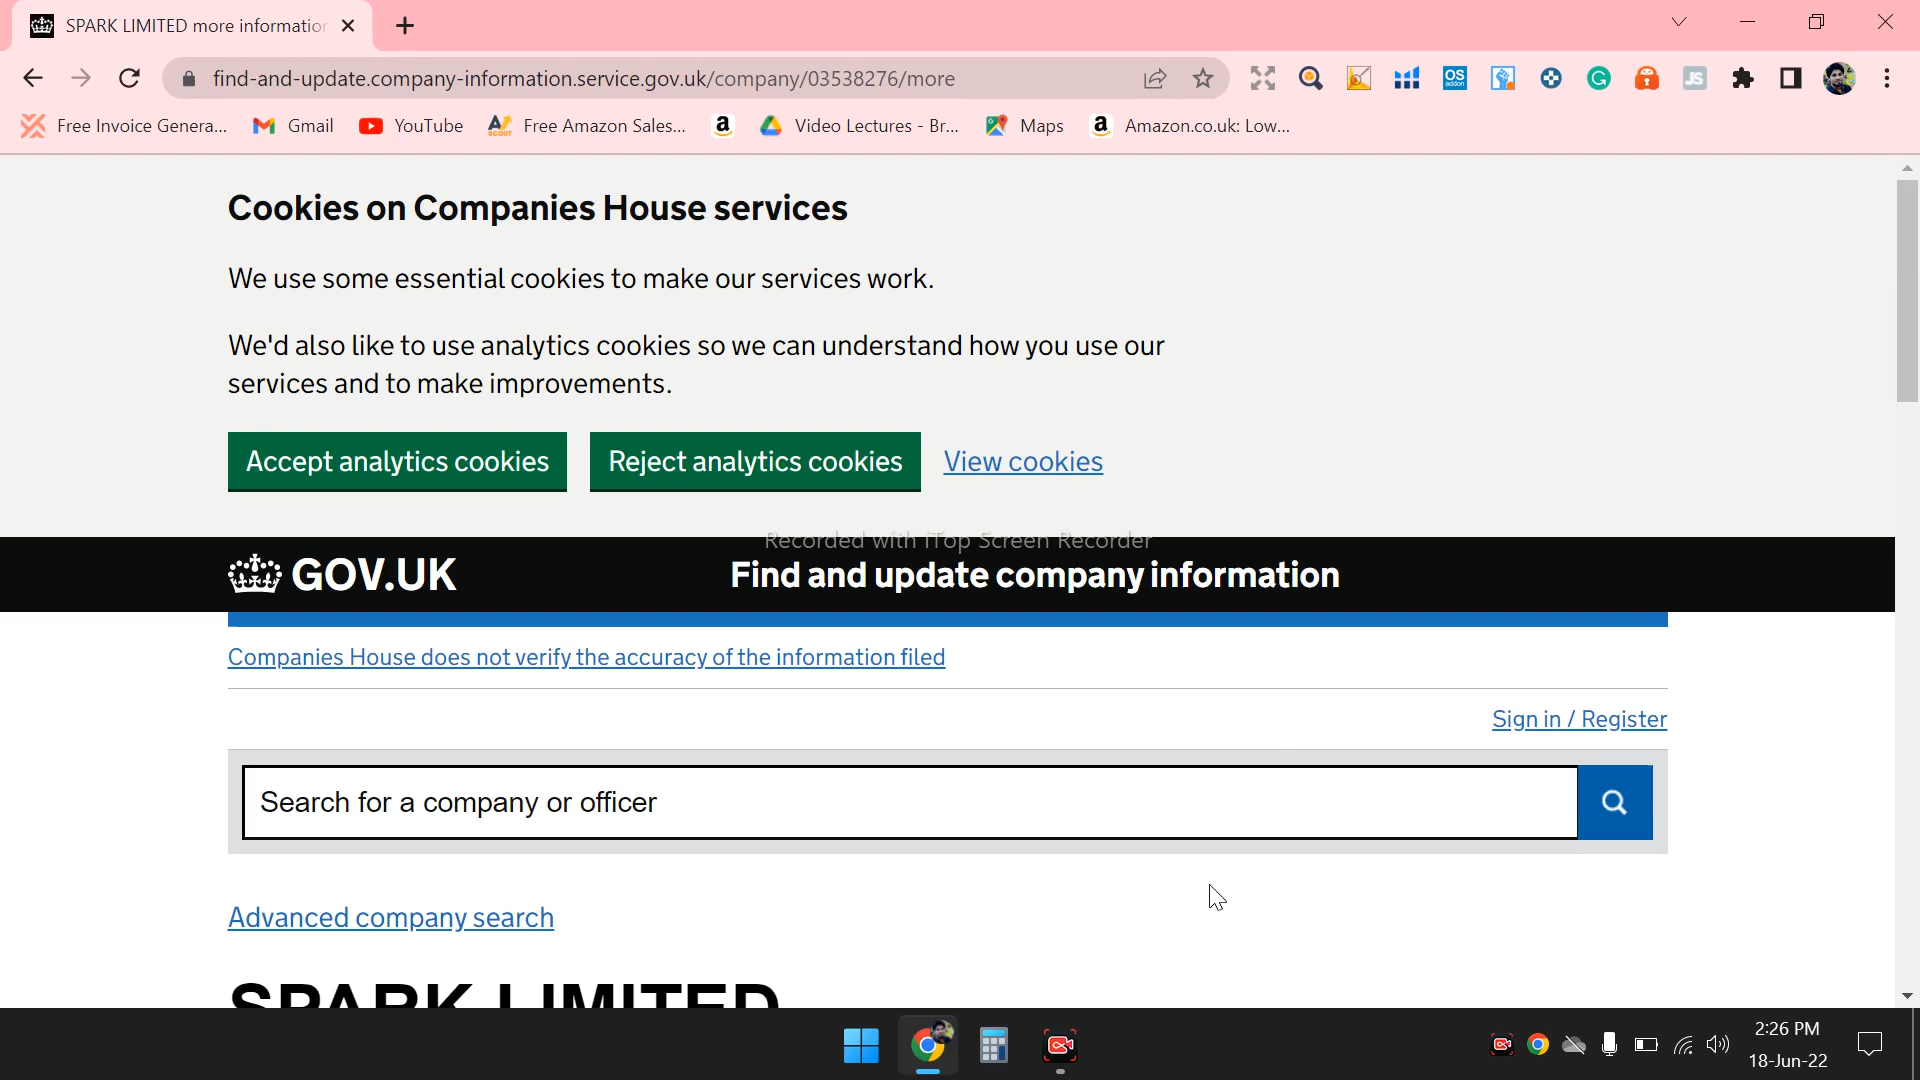 SPARK LIMITED more information
find-and-update.company-information.service.gov.uk/company/03538276/more
Free Invoice Genera...
Gmail
YouTube
Free Amazon Sales...
Video Lectures - Br...
Maps
Amazon.co.uk: Low...
Cookies on Companies House services
We use some essential cookies to make our services work.
We'd also like to use analytics cookies so we can understand how you use our
services and to make improvements.
Accept analytics cookies
Reject analytics cookies
View cookies
Recorded with iTop Screen Recorder
GOV.UK
Find and update company information
Companies House does not verify the accuracy of the information filed
Sign in / Register
Search for a company or officer
Advanced company search
SPARK LIMITED
2:26 PM
18-Jun-22